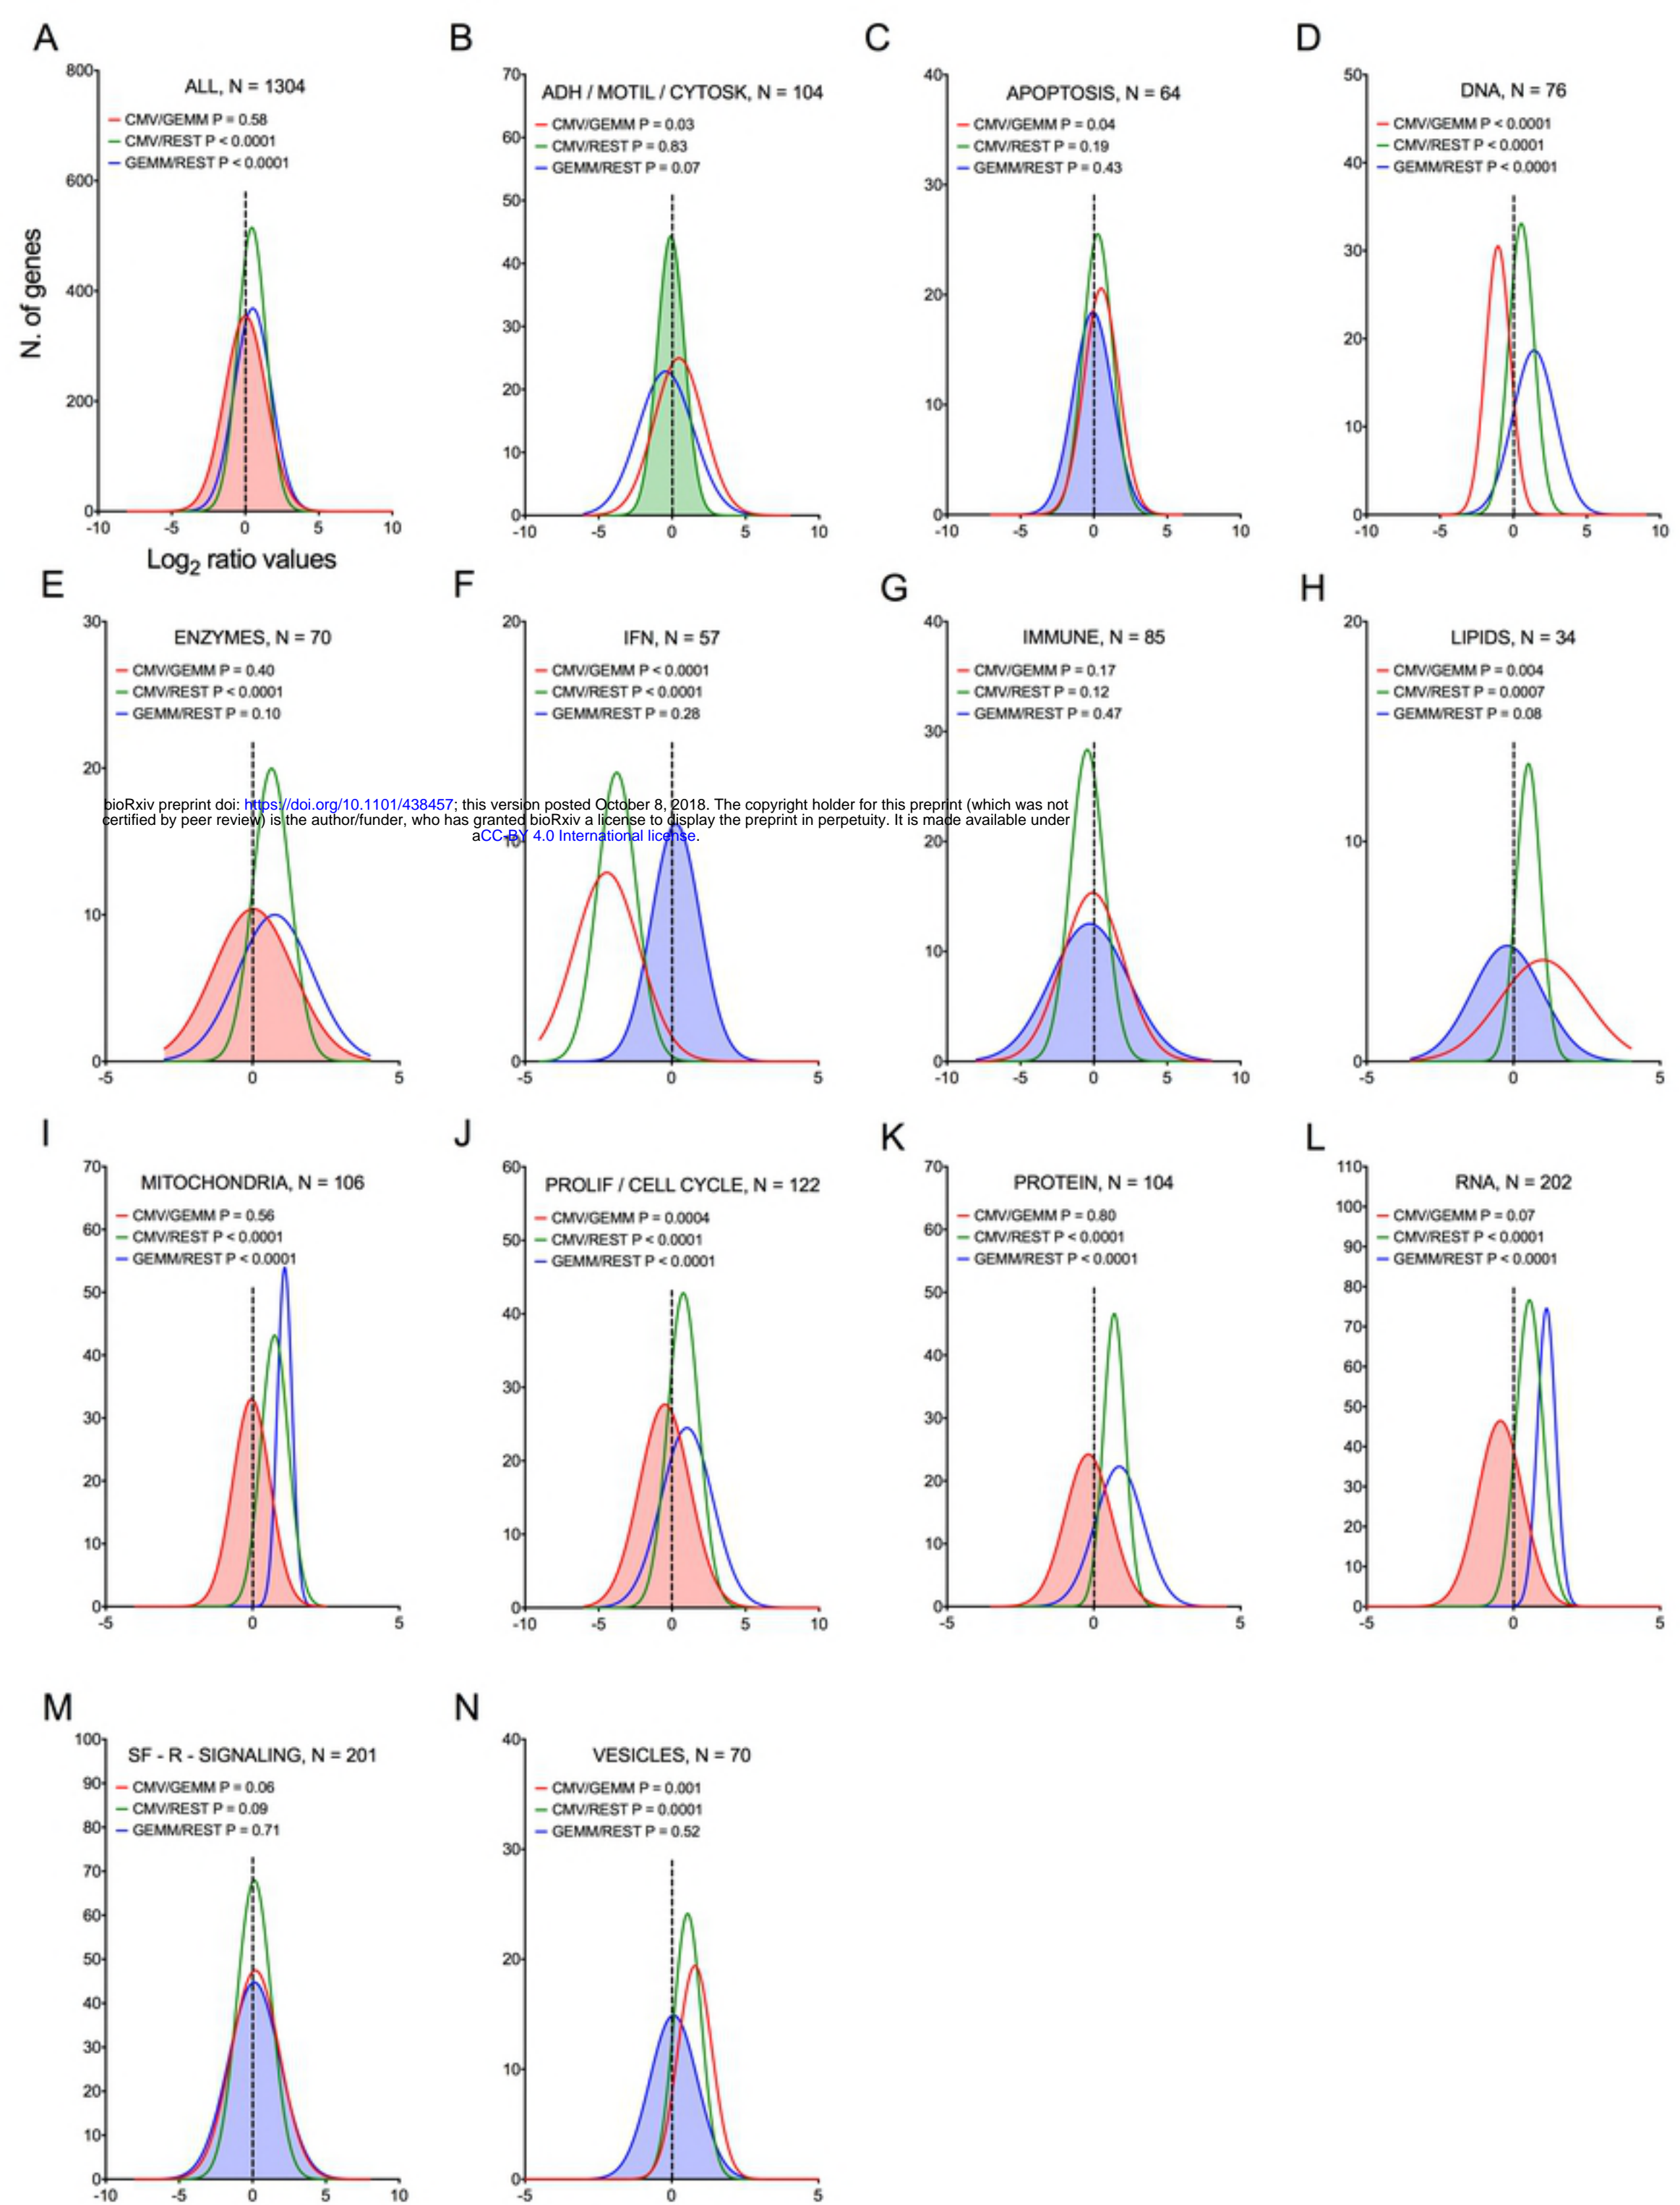 A
ALL, N = 1304
CMV/GEMM P = 0.58
CMV/REST P < 0.0001
GEMM/REST P < 0.0001
800
600
400
200
0
-10 -5 0 5 10
N. of genes
Log2 ratio values
B
ADH / MOTIL / CYTOSK, N = 104
CMV/GEMM P = 0.03
CMV/REST P = 0.83
GEMM/REST P = 0.07
70
60
50
40
30
20
10
0
-10 -5 0 5 10
C
APOPTOSIS, N = 64
CMV/GEMM P = 0.04
CMV/REST P = 0.19
GEMM/REST P = 0.43
40
30
20
10
0
-10 -5 0 5 10
D
DNA, N = 76
CMV/GEMM P < 0.0001
CMV/REST P < 0.0001
GEMM/REST P < 0.0001
50
40
30
20
10
0
-10 -5 0 5 10
E
ENZYMES, N = 70
CMV/GEMM P = 0.40
CMV/REST P < 0.0001
GEMM/REST P = 0.10
30
20
10
0
-5 0 5
F
IFN, N = 57
CMV/GEMM P < 0.0001
CMV/REST P < 0.0001
GEMM/REST P = 0.28
20
10
0
-5 0 5
G
IMMUNE, N = 85
CMV/GEMM P = 0.17
CMV/REST P = 0.12
GEMM/REST P = 0.47
40
30
20
10
0
-10 -5 0 5 10
H
LIPIDS, N = 34
CMV/GEMM P = 0.004
CMV/REST P = 0.0007
GEMM/REST P = 0.08
20
10
0
-5 0 5
bioRxiv preprint doi: https://doi.org/10.1101/438457; this version posted October 8, 2018. The copyright holder for this preprint (which was not
certified by peer review) is the author/funder, who has granted bioRxiv a license to display the preprint in perpetuity. It is made available under
aCC-BY 4.0 International license.
I
MITOCHONDRIA, N = 106
CMV/GEMM P = 0.56
CMV/REST P < 0.0001
GEMM/REST P < 0.0001
70
60
50
40
30
20
10
0
-5 0 5
J
PROLIF / CELL CYCLE, N = 122
CMV/GEMM P = 0.0004
CMV/REST P < 0.0001
GEMM/REST P < 0.0001
60
50
40
30
20
10
0
-10 -5 0 5 10
K
PROTEIN, N = 104
CMV/GEMM P = 0.80
CMV/REST P < 0.0001
GEMM/REST P < 0.0001
70
60
50
40
30
20
10
0
-5 0 5
L
RNA, N = 202
CMV/GEMM P = 0.07
CMV/REST P < 0.0001
GEMM/REST P < 0.0001
110
100
90
80
70
60
50
40
30
20
10
0
-5 0 5
M
SF - R - SIGNALING, N = 201
CMV/GEMM P = 0.06
CMV/REST P = 0.09
GEMM/REST P = 0.71
100
90
80
70
60
50
40
30
20
10
0
-10 -5 0 5 10
N
VESICLES, N = 70
CMV/GEMM P = 0.001
CMV/REST P = 0.0001
GEMM/REST P = 0.52
40
30
20
10
0
-5 0 5